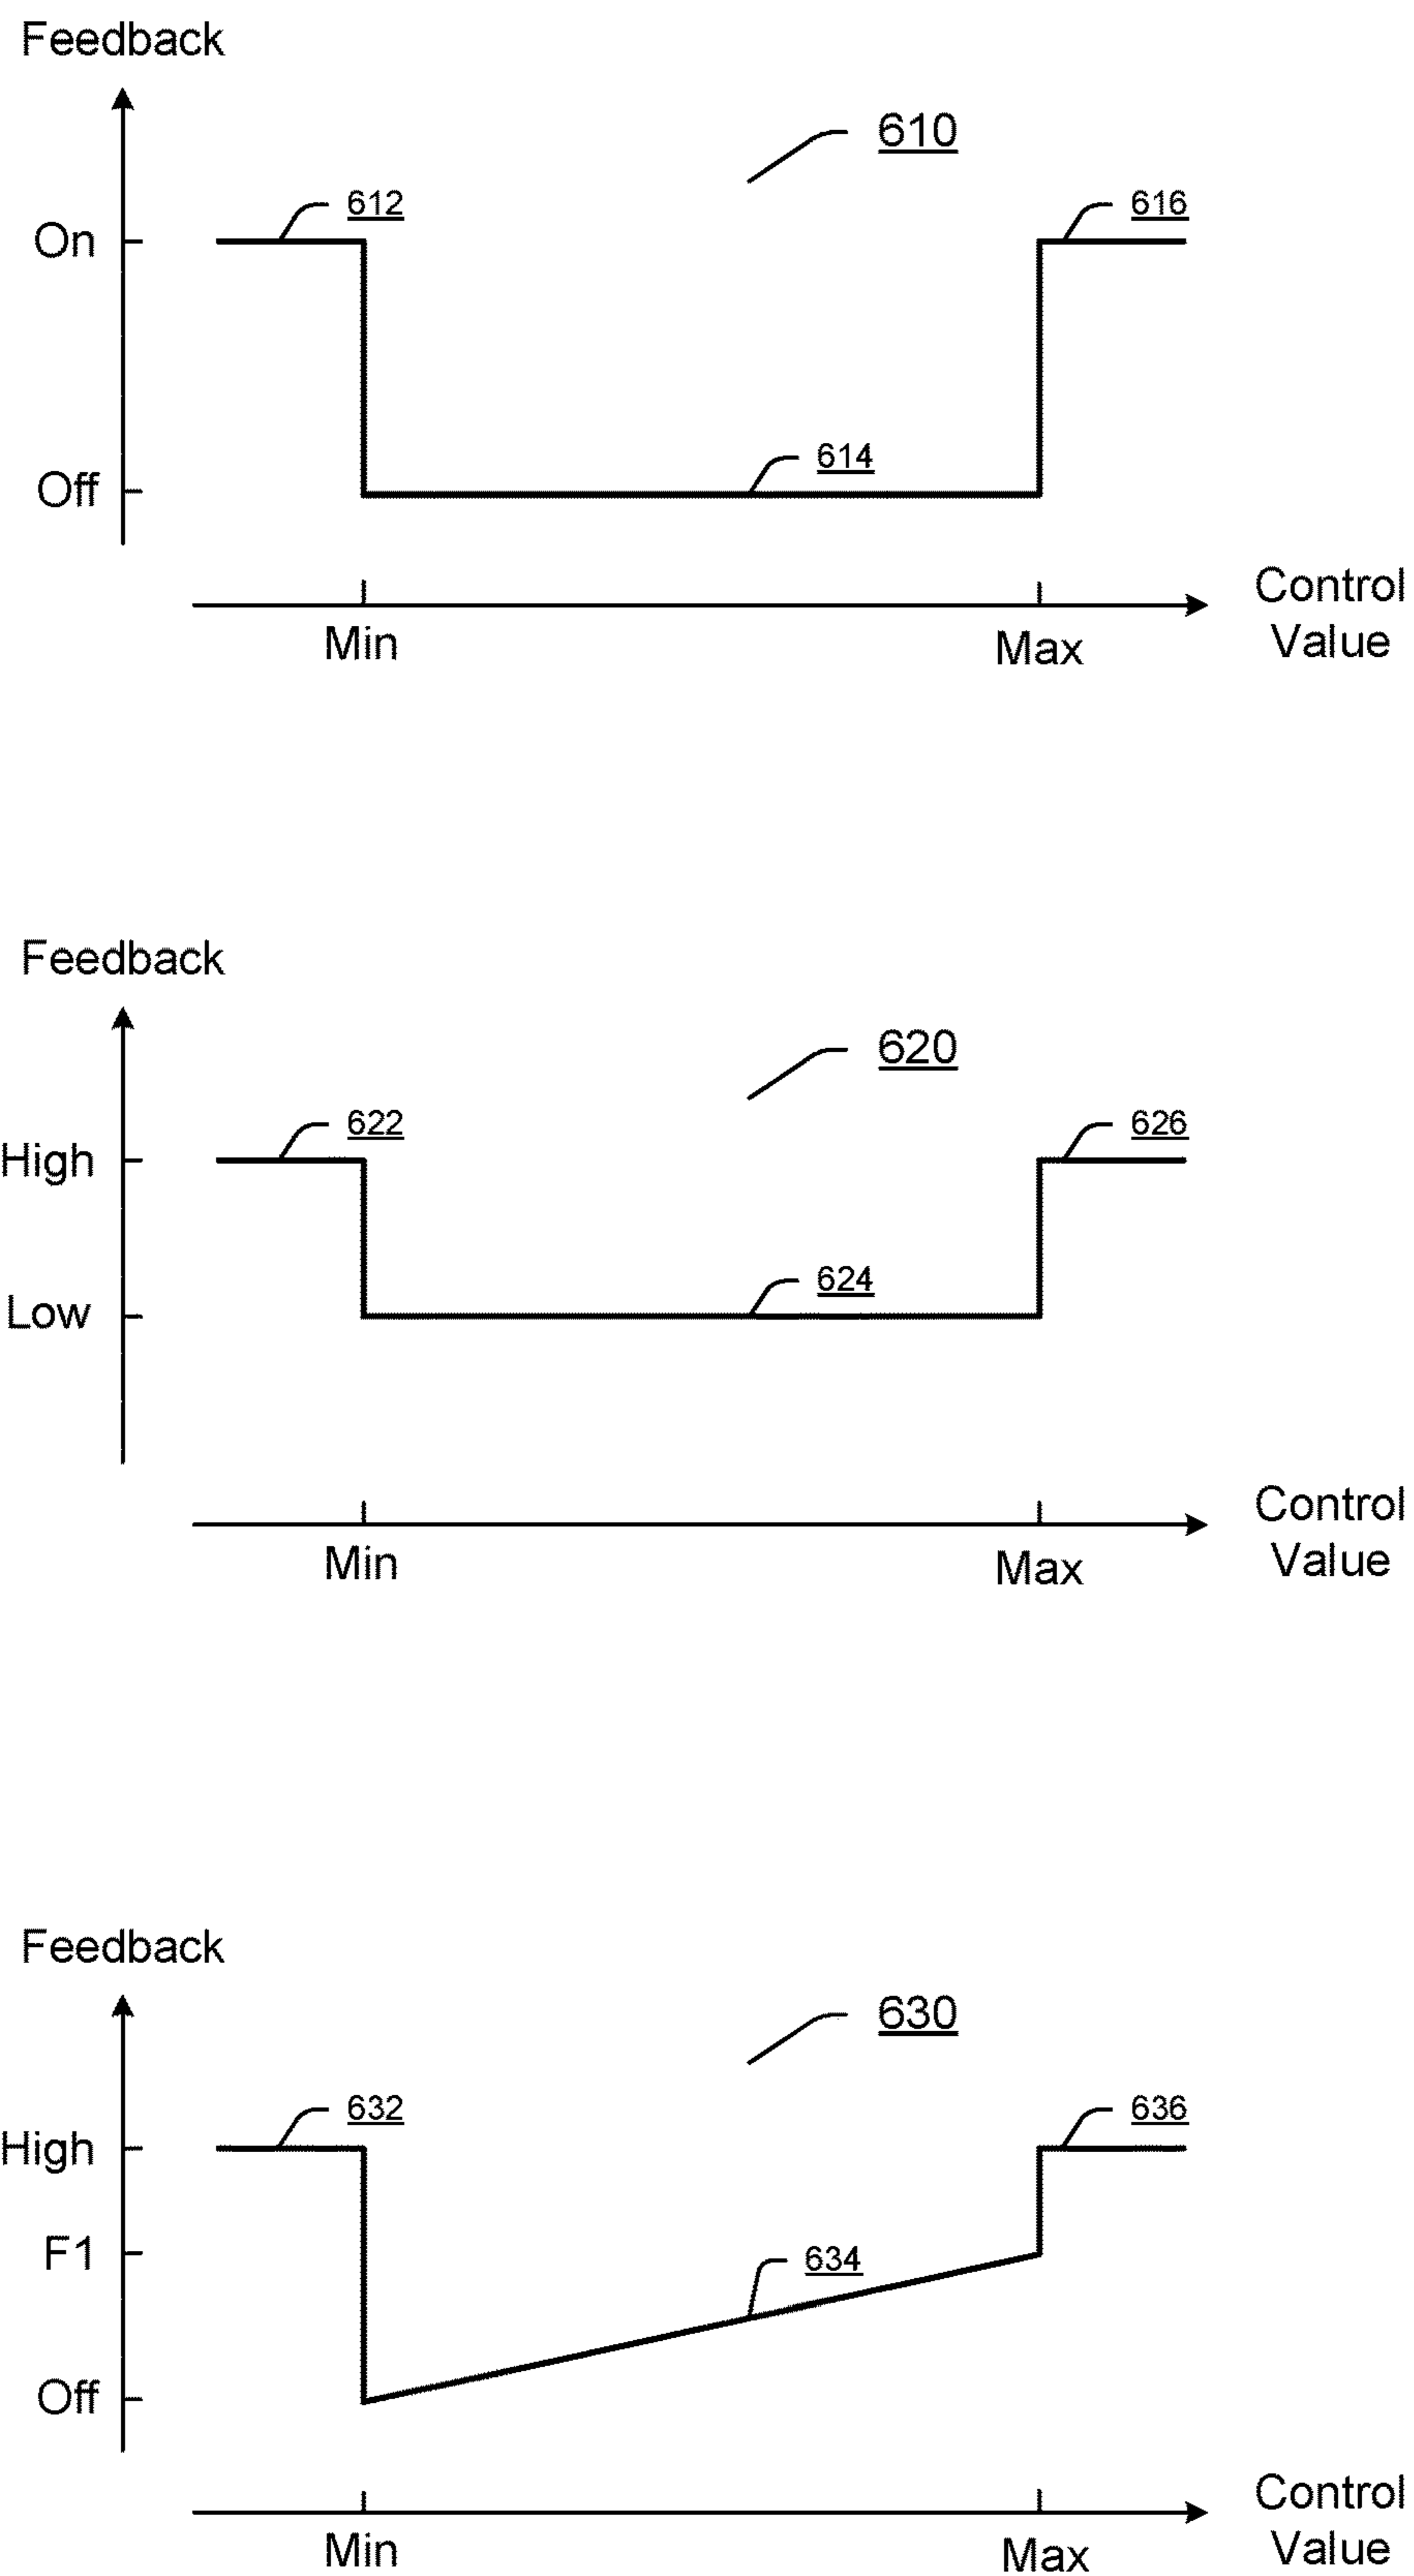 Feedback
610
612
616
On
614
Off
Control
Value
Min
Max
Feedback
620
622
626
High
624
Low
Control
Value
Min
Max
Feedback
630
632
636
High
F1
634
Off
Control
Value
Min
Max